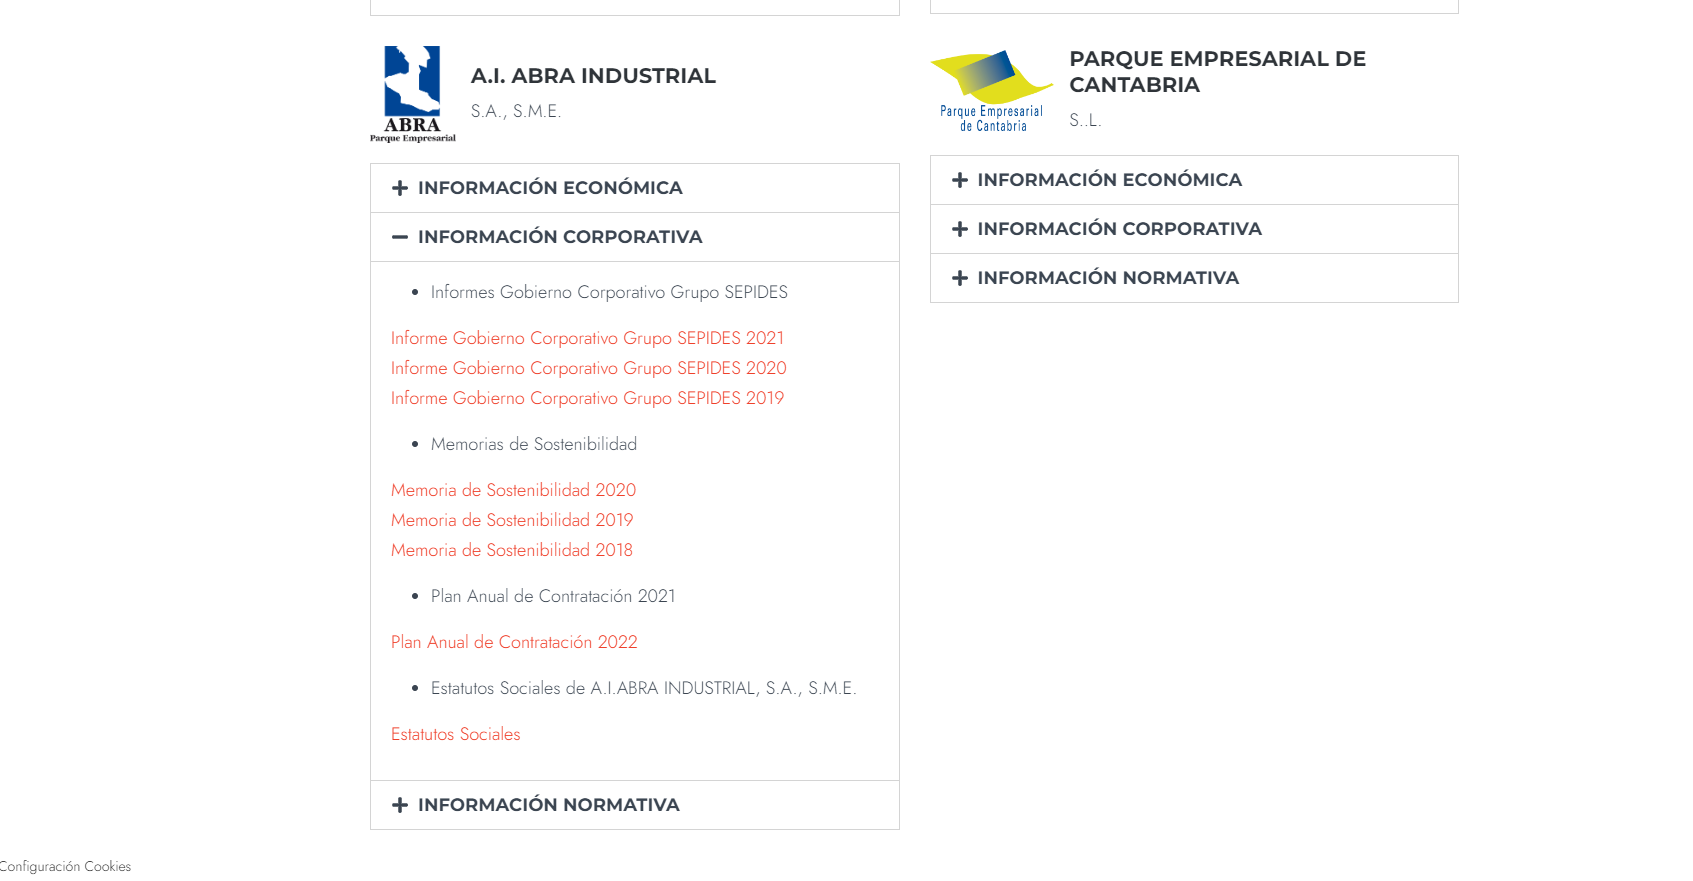 A.I. ABRA INDUSTRIAL
S.A., S.M.E.
ABRA
Parque Empresarial
INFORMACIÓN ECONÓMICA
INFORMACIÓN CORPORATIVA
Informes Gobierno Corporativo Grupo SEPIDES
Informe Gobierno Corporativo Grupo SEPIDES 2021
Informe Gobierno Corporativo Grupo SEPIDES 2020
Informe Gobierno Corporativo Grupo SEPIDES 2019
Memorias de Sostenibilidad
Memoria de Sostenibilidad 2020
Memoria de Sostenibilidad 2019
Memoria de Sostenibilidad 2018
Plan Anual de Contratación 2021
Plan Anual de Contratación 2022
Estatutos Sociales de A.I.ABRA INDUSTRIAL, S.A., S.M.E.
Estatutos Sociales
INFORMACIÓN NORMATIVA
PARQUE EMPRESARIAL DE
CANTABRIA
S..L.
Parque Empresarial
de Cantabria
INFORMACIÓN ECONÓMICA
INFORMACIÓN CORPORATIVA
INFORMACIÓN NORMATIVA
Configuración Cookies